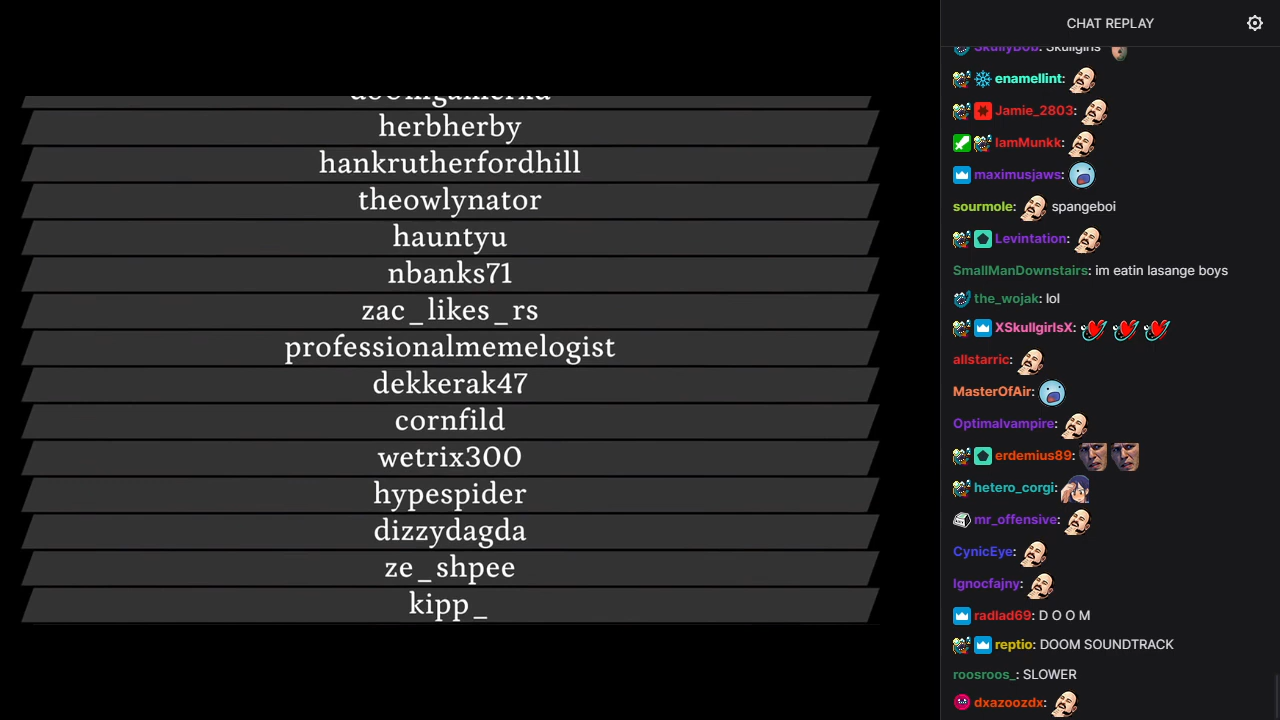 herbherby
hankrutherfordhill
theowlynator
hauntyu
nbanks71
zac_likes_rs
professionalmemelogist
dekkerak47
cornfild
wetrix300
hypespider
dizzydagda
ze_shpee
kipp_
CHAT REPLAY
SkullyBob: Skullgirls
enamellint:
Jamie_2803:
IamMunkk:
maximusjaws:
sourmole: spangeboi
Levintation:
SmallManDownstairs: im eatin lasange boys
the_wojak: lol
XSkullgirlsX:
allstarric:
MasterOfAir:
Optimalvampire:
erdemius89:
hetero_corgi:
mr_offensive:
CynicEye:
Ignocfajny:
radlad69: D O O M
reptio: DOOM SOUNDTRACK
roosroos_: SLOWER
dxazoozdx: